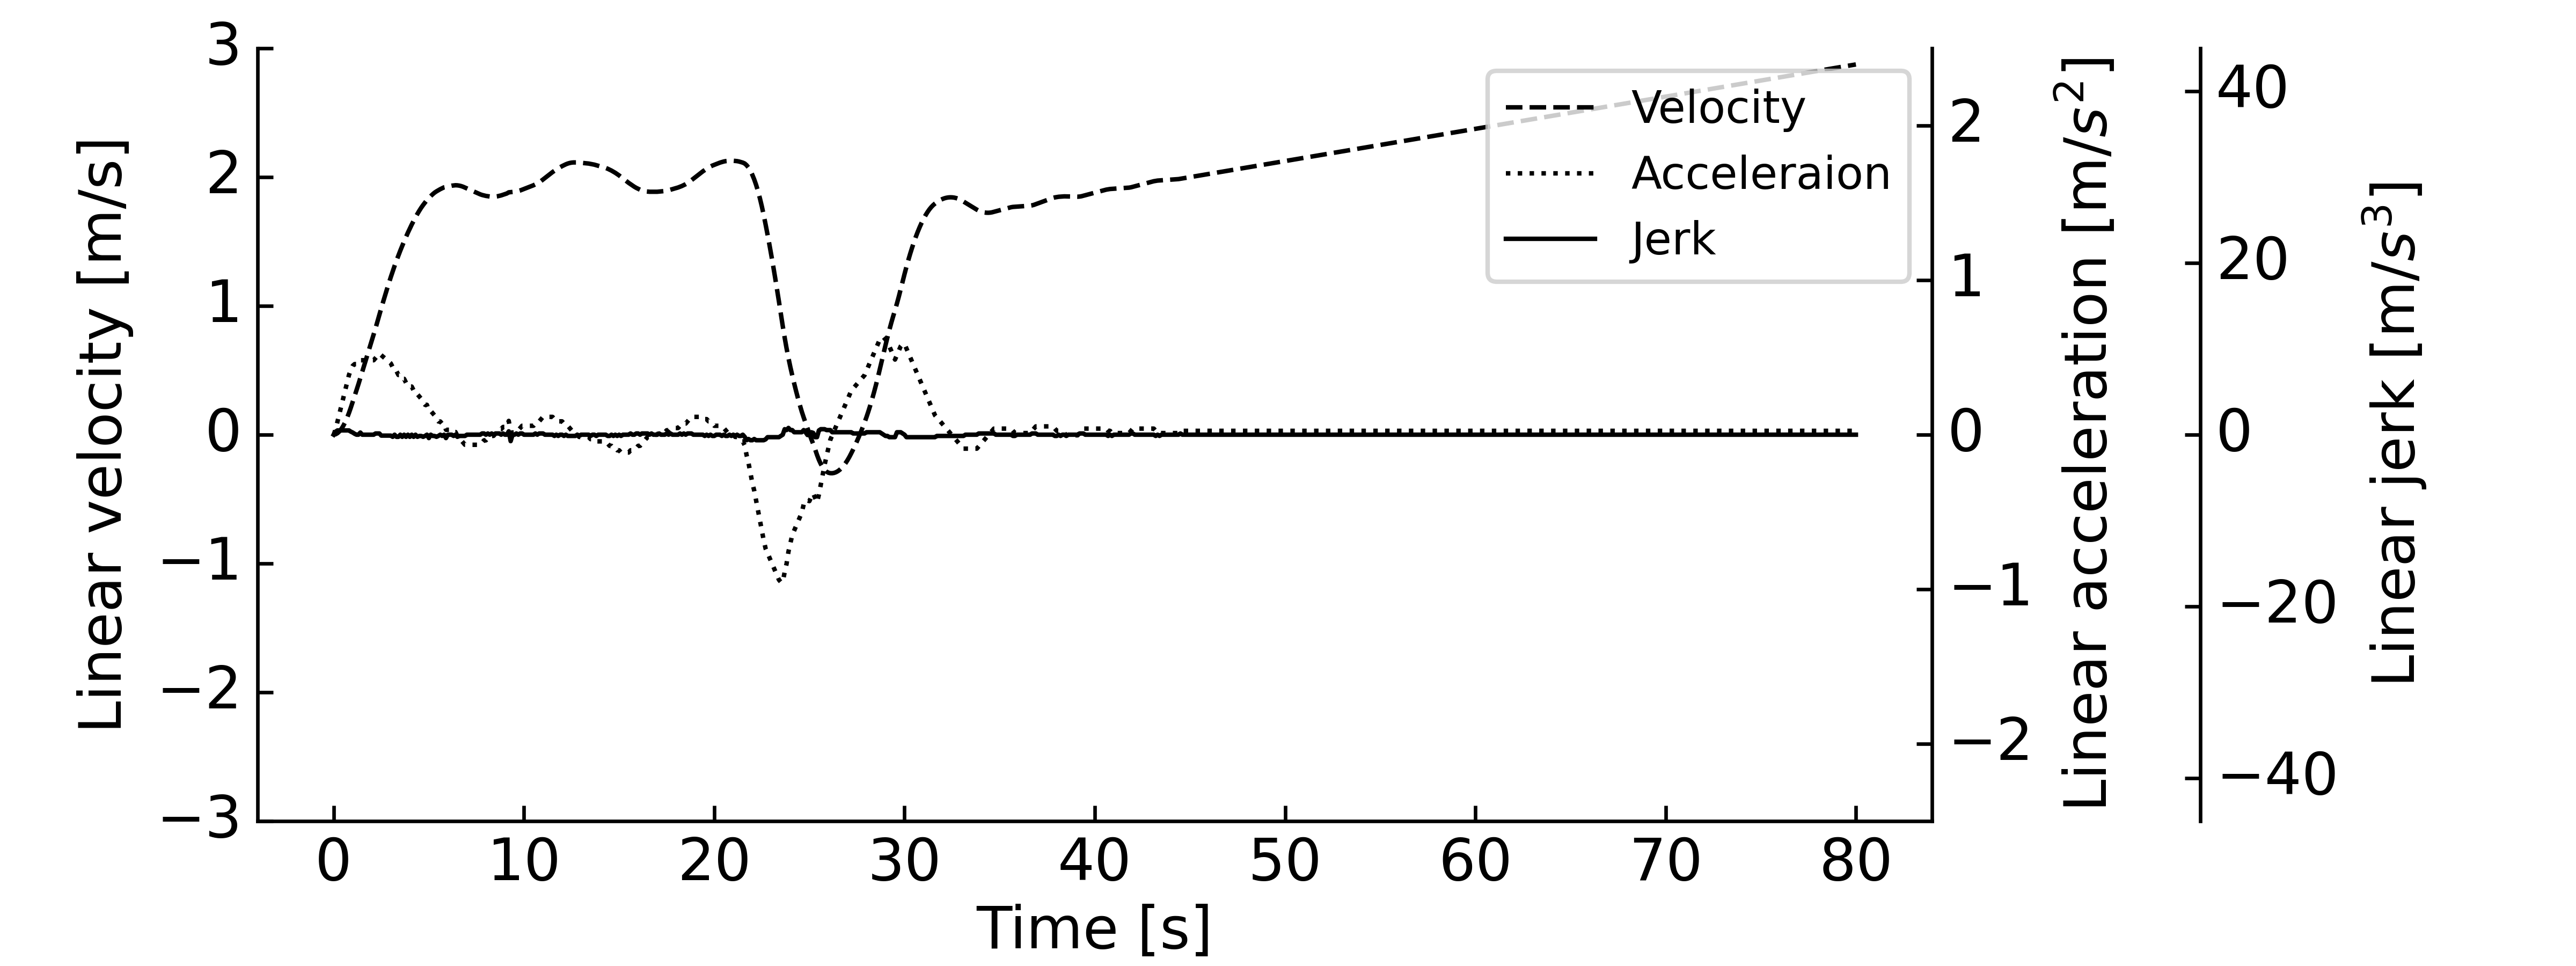 Linear velocity [m/s]
3
2
1
0
−1
−2
−3
0 10 20 30 40 50 60 70 80
Time [s]
Velocity
Acceleraion
Jerk
2
1
0
−1
−2
Linear acceleration [m/s²]
40
20
0
−20
−40
Linear jerk [m/s³]